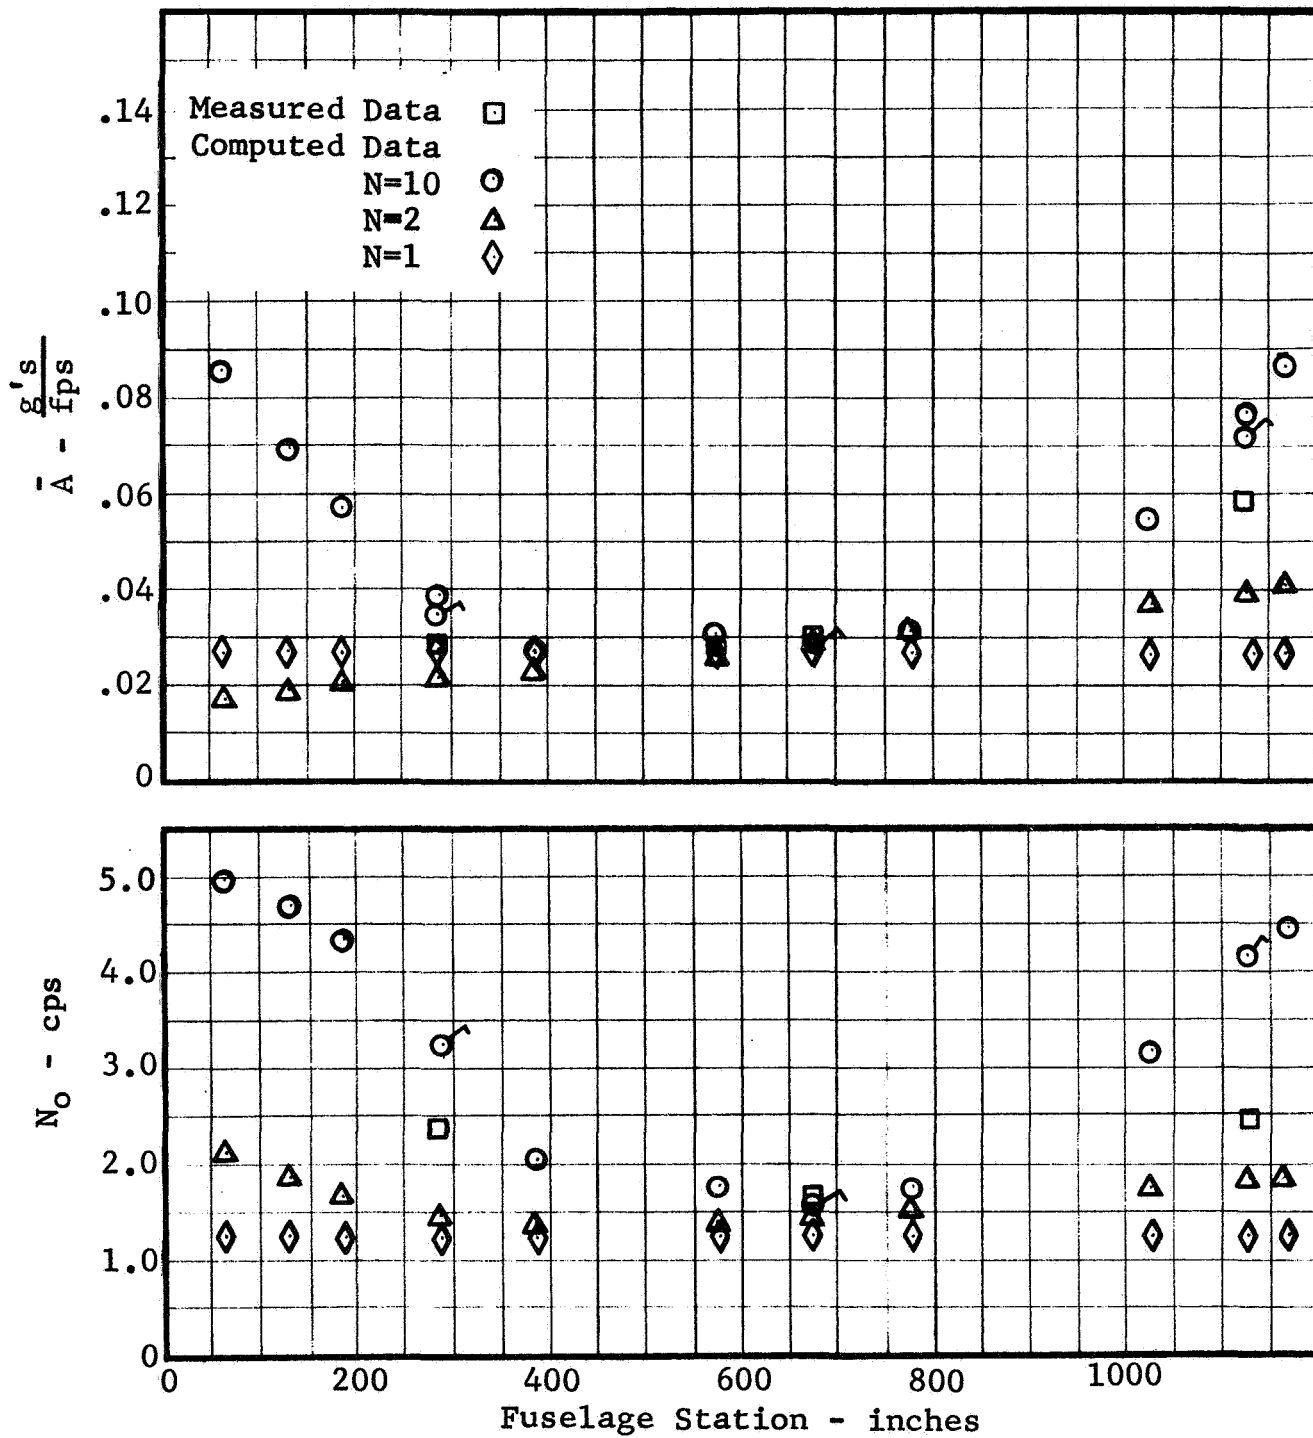 Measured Data
Computed Data
N=10
N=2
N=1
.14
.12
.10
.08
.06
.04
.02
0
Ā - g's
fps
5.0
4.0
3.0
2.0
1.0
0
N₀ - cps
0 200 400 600 800 1000
Fuselage Station - inches